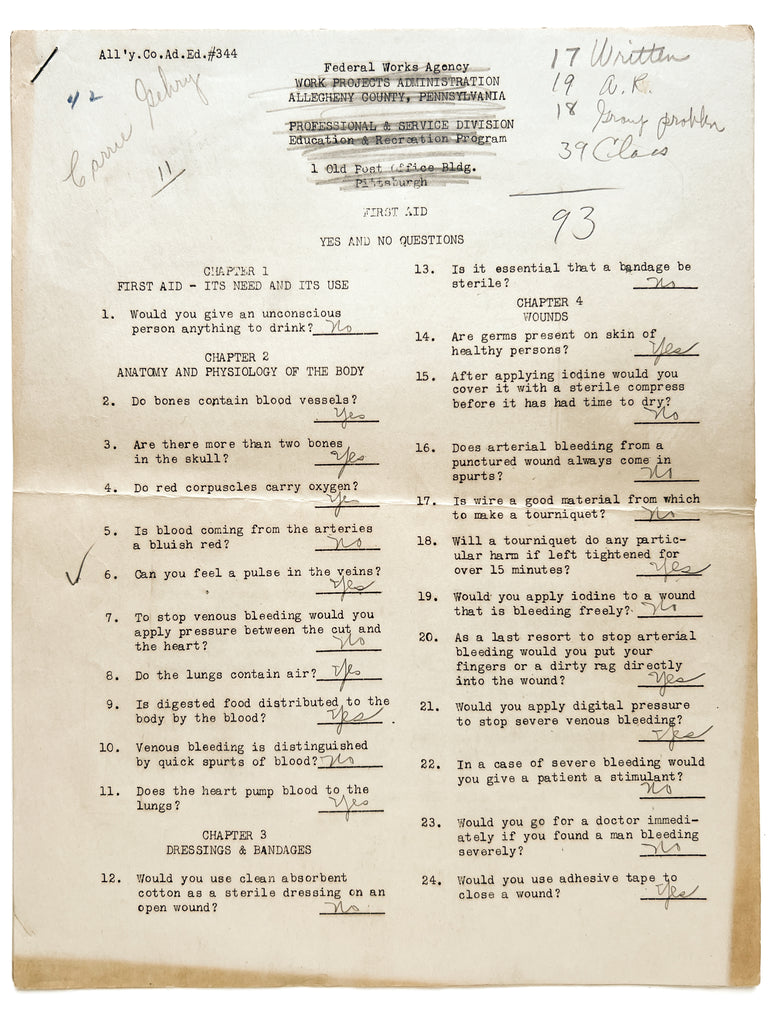 All'y.Co.Ad.Ed.#344
42
Carrie Gehry
11
Federal Works Agency
WORK PROJECTS ADMINISTRATION
ALLEGHENY COUNTY, PENNSYLVANIA
PROFESSIONAL & SERVICE DIVISION
Education & Recreation Program
1 Old Post Office Bldg.
Pittsburgh
17 Written
19 A.R.
18 Group problem
39 Class
93
FIRST AID
YES AND NO QUESTIONS
CHAPTER 1
FIRST AID - ITS NEED AND ITS USE
1. Would you give an unconscious
person anything to drink? No
CHAPTER 2
ANATOMY AND PHYSIOLOGY OF THE BODY
2. Do bones contain blood vessels?
Yes
3. Are there more than two bones
in the skull? Yes
4. Do red corpuscles carry oxygen?
Yes
5. Is blood coming from the arteries
a bluish red? No
6. Can you feel a pulse in the veins?
Yes
7. To stop venous bleeding would you
apply pressure between the cut and
the heart? No
8. Do the lungs contain air? Yes
9. Is digested food distributed to the
body by the blood? Yes
10. Venous bleeding is distinguished
by quick spurts of blood? No
11. Does the heart pump blood to the
lungs? Yes
CHAPTER 3
DRESSINGS & BANDAGES
12. Would you use clean absorbent
cotton as a sterile dressing on an
open wound? No
13. Is it essential that a bandage be
sterile? No
CHAPTER 4
WOUNDS
14. Are germs present on skin of
healthy persons? Yes
15. After applying iodine would you
cover it with a sterile compress
before it has had time to dry?
No
16. Does arterial bleeding from a
punctured wound always come in
spurts? No
17. Is wire a good material from which
to make a tourniquet? No
18. Will a tourniquet do any partic-
ular harm if left tightened for
over 15 minutes? Yes
19. Would you apply iodine to a wound
that is bleeding freely? No
20. As a last resort to stop arterial
bleeding would you put your
fingers or a dirty rag directly
into the wound? Yes
21. Would you apply digital pressure
to stop severe venous bleeding?
Yes
22. In a case of severe bleeding would
you give a patient a stimulant?
No
23. Would you go for a doctor immedi-
ately if you found a man bleeding
severely? No
24. Would you use adhesive tape to
close a wound? Yes